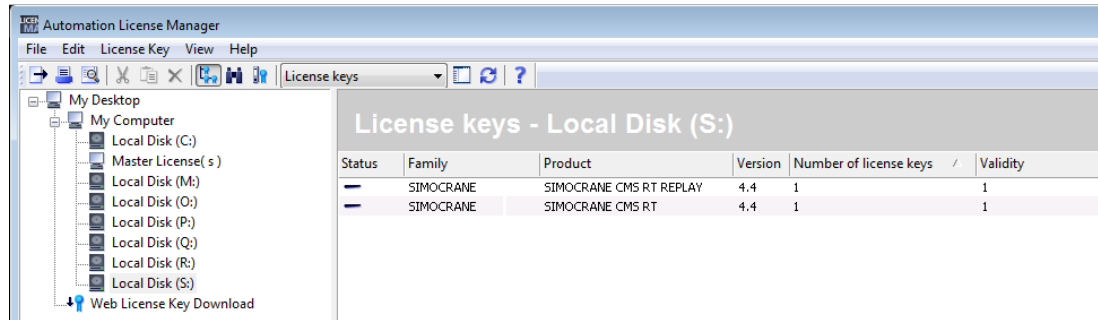 Automation License Manager
File Edit License Key View Help
License keys
My Desktop
My Computer
Local Disk (C:)
Master License( s )
Local Disk (M:)
Local Disk (O:)
Local Disk (P:)
Local Disk (Q:)
Local Disk (R:)
Local Disk (S:)
Web License Key Download
License keys - Local Disk (S:)
Status Family Product Version Number of license keys Validity
SIMOCRANE SIMOCRANE CMS RT REPLAY 4.4 1 1
SIMOCRANE SIMOCRANE CMS RT 4.4 1 1